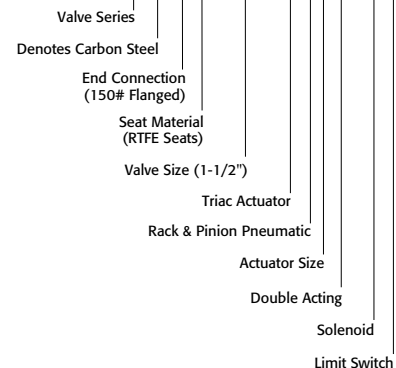 Valve Series
Denotes Carbon Steel
End Connection
(150# Flanged)
Seat Material
(RTFE Seats)
Valve Size (1-1/2")
Triac Actuator
Rack & Pinion Pneumatic
Actuator Size
Double Acting
Solenoid
Limit Switch